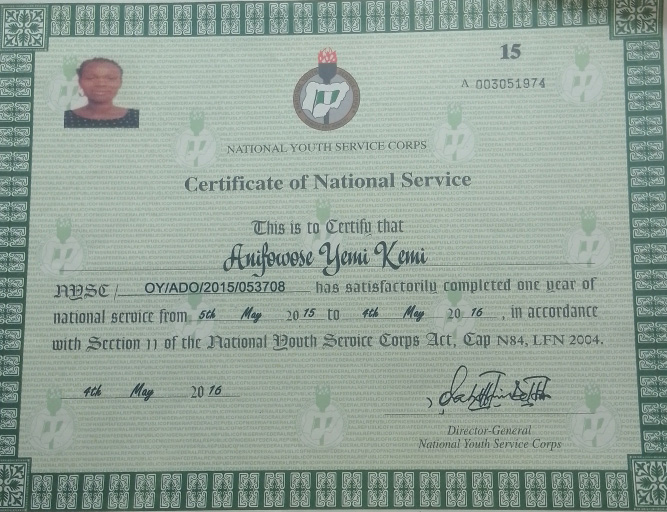 15
A 003051974
NATIONAL YOUTH SERVICE CORPS
Certificate of National Service
This is to Certify that
Anifowose Yemi Kemi
NYSC / OY/ADO/2015/053708 has satisfactorily completed one year of
national service from 5th May 2015 to 4th May 2016, in accordance
with Section 11 of the National Youth Service Corps Act, Cap N84, LFN 2004.
4th May 2016
Director-General
National Youth Service Corps